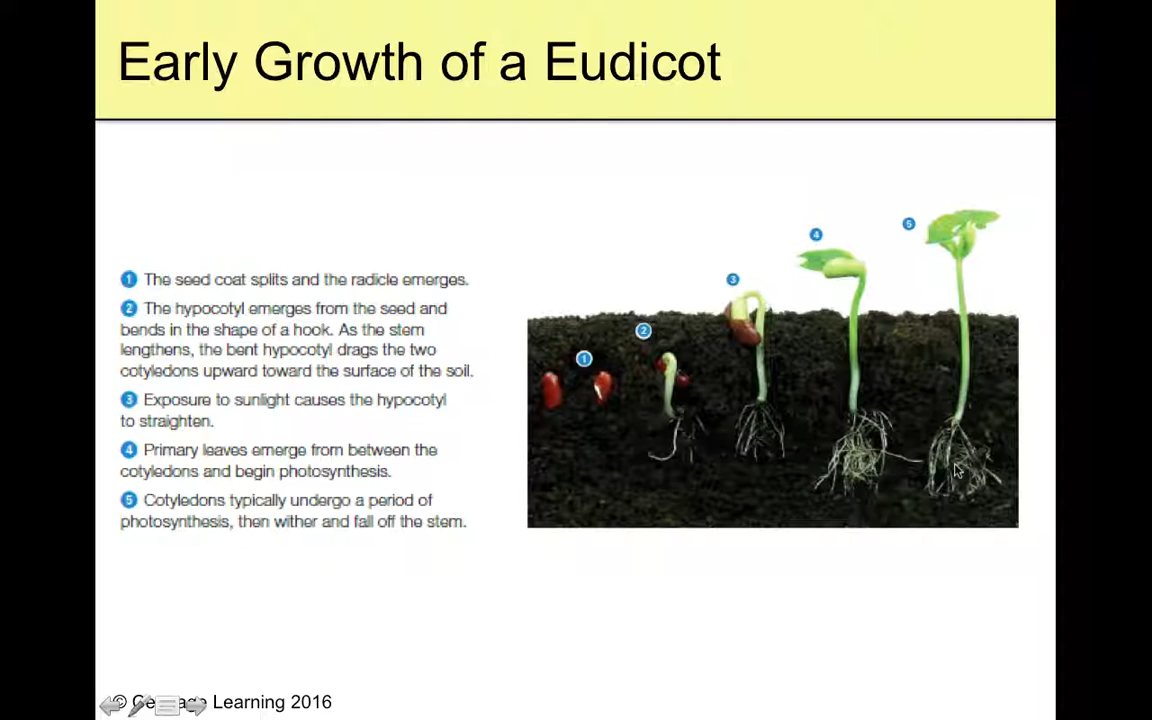 Early Growth of a Eudicot
1 The seed coat splits and the radicle emerges.
2 The hypocotyl emerges from the seed and
bends in the shape of a hook. As the stem
lengthens, the bent hypocotyl drags the two
cotyledons upward toward the surface of the soil.
3 Exposure to sunlight causes the hypocotyl
to straighten.
4 Primary leaves emerge from between the
cotyledons and begin photosynthesis.
5 Cotyledons typically undergo a period of
photosynthesis, then wither and fall off the stem.
1
2
3
4
5
© Cengage Learning 2016